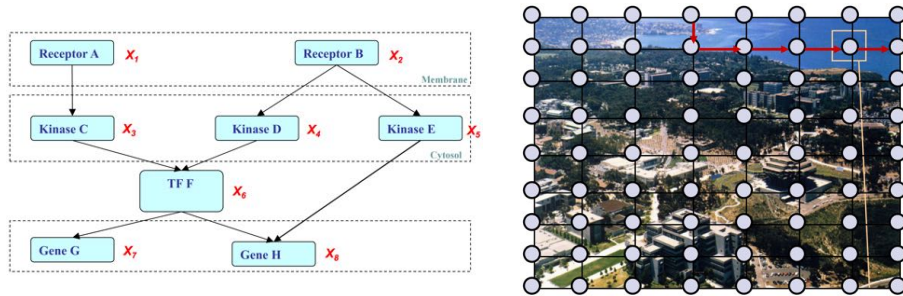 Receptor A X1
Receptor B X2
Membrane
Kinase C X3
Kinase D X4
Kinase E X5
Cytosol
TF F
X6
Gene G X7
Gene H X8